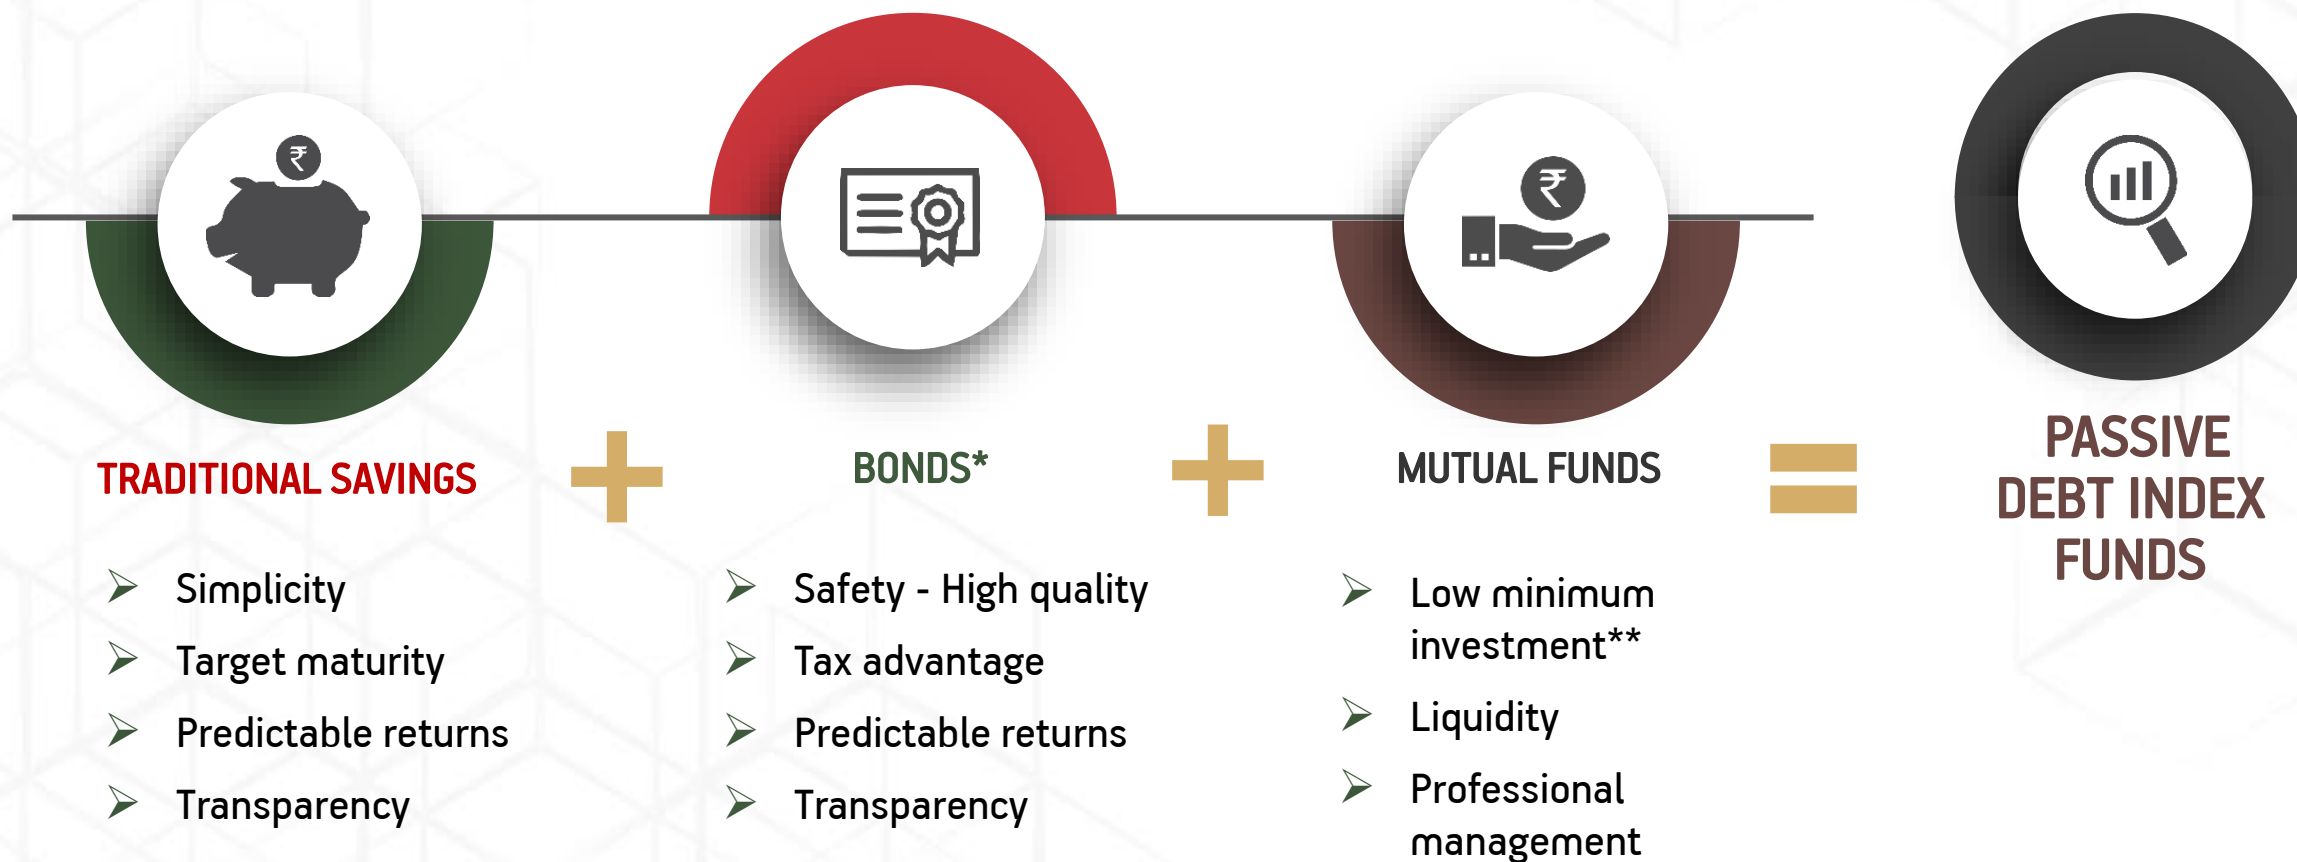 ₹
₹
TRADITIONAL SAVINGS
Simplicity
Target maturity
Predictable returns
Transparency
BONDS*
Safety - High quality
Tax advantage
Predictable returns
Transparency
MUTUAL FUNDS
Low minimum
investment**
Liquidity
Professional
management
PASSIVE
DEBT INDEX
FUNDS